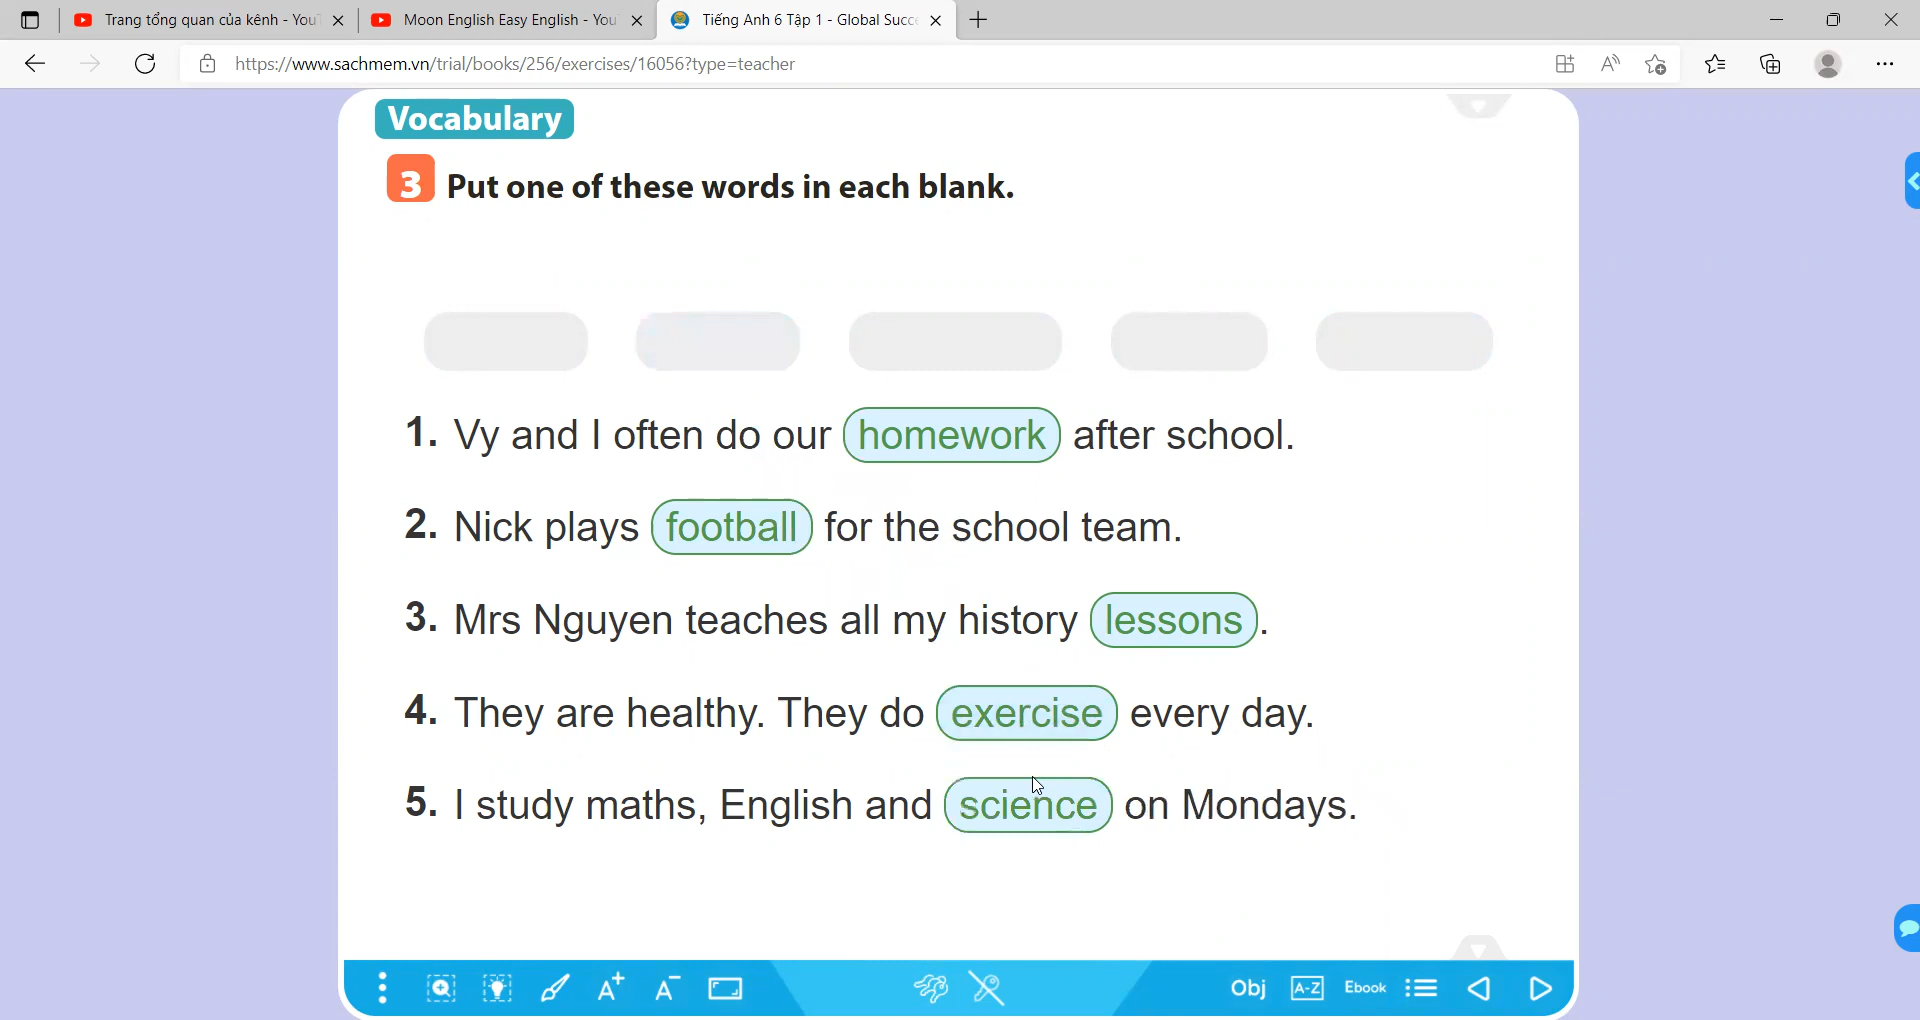 Trang tổng quan của kênh - YouT
Moon English Easy English - You
Tiếng Anh 6 Tập 1 - Global Succe
https://www.sachmem.vn/trial/books/256/exercises/16056?type=teacher
Vocabulary
3 Put one of these words in each blank.
1. Vy and I often do our homework after school.
2. Nick plays football for the school team.
3. Mrs Nguyen teaches all my history lessons.
4. They are healthy. They do exercise every day.
5. I study maths, English and science on Mondays.
A+ A- Obj A-Z Ebook